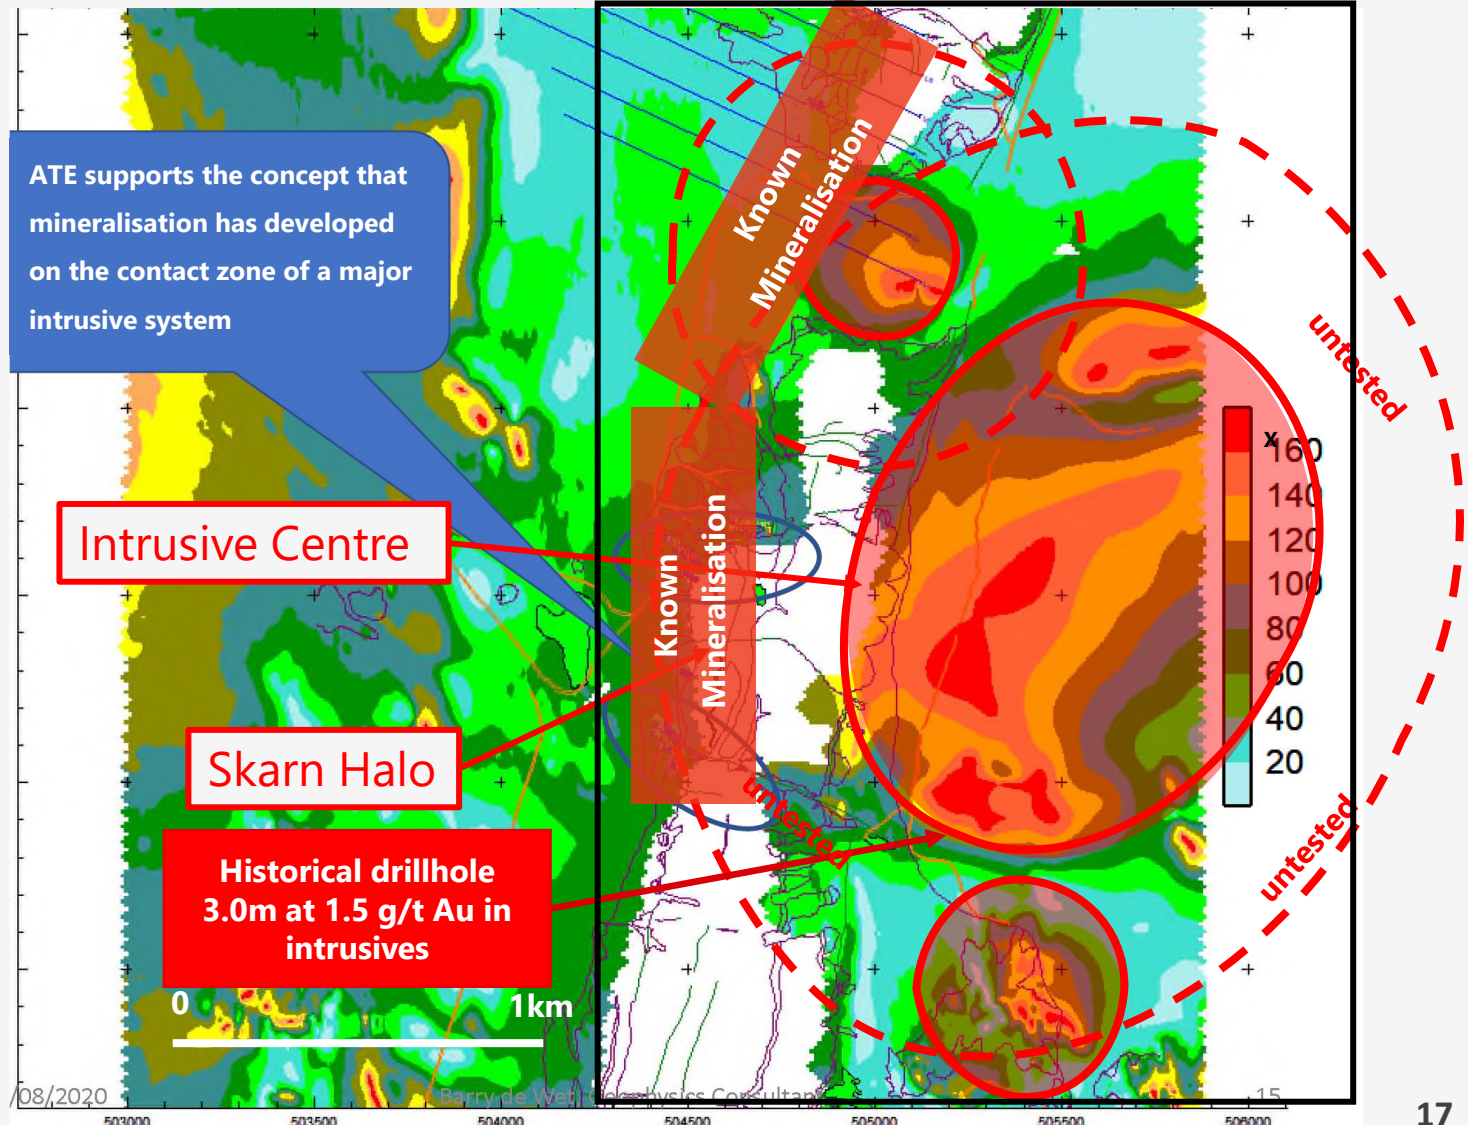 ATE supports the concept that
mineralisation has developed
on the contact zone of a major
intrusive system
Known
Mineralisation
untested
x
160
140
120
100
80
60
40
20
Intrusive Centre
Known
Mineralisation
Skarn Halo
untested
untested
Historical drillhole
3.0m at 1.5 g/t Au in
intrusives
0
1km
/08/2020
Barry de Wet, Geophysics Consultant
15
503000
503500
504000
504500
505000
505500
506000
17